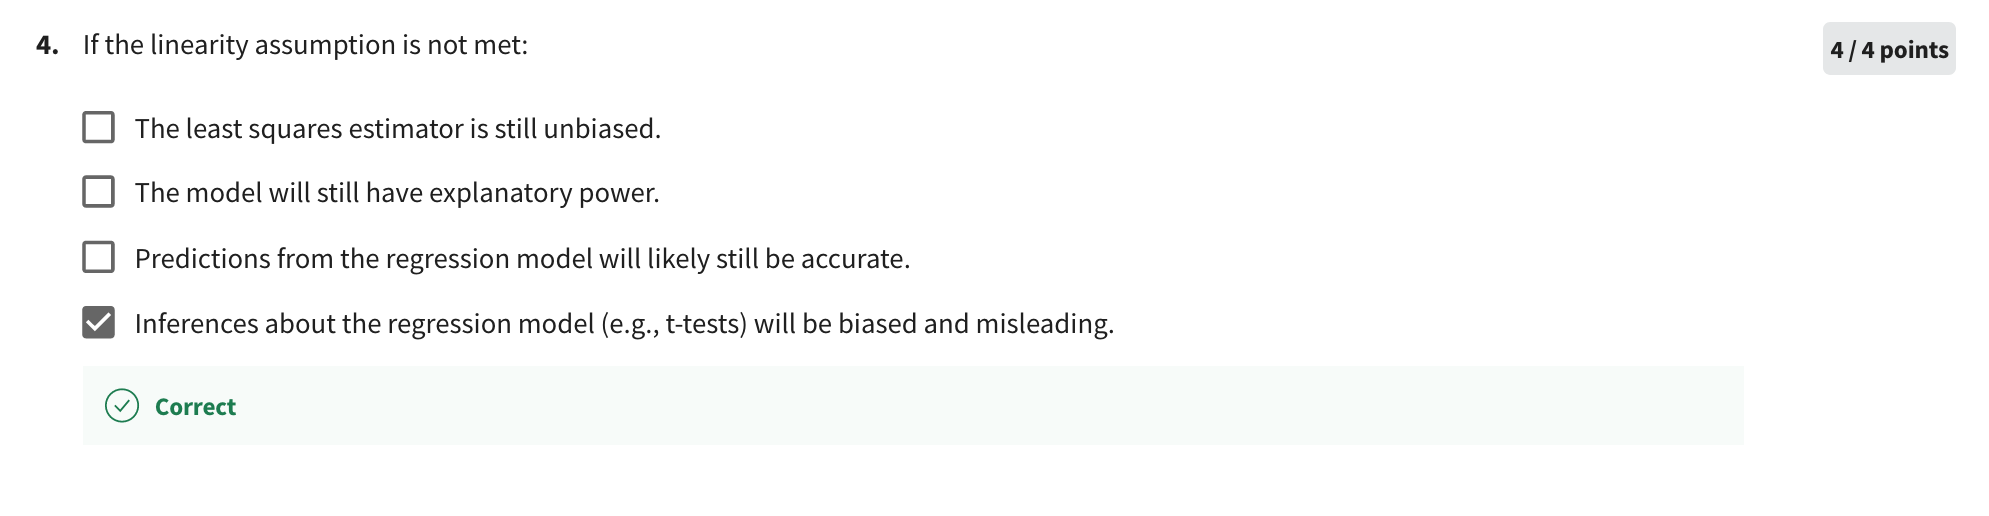 4. If the linearity assumption is not met:
4 / 4 points
The least squares estimator is still unbiased.
The model will still have explanatory power.
Predictions from the regression model will likely still be accurate.
Inferences about the regression model (e.g., t-tests) will be biased and misleading.
Correct